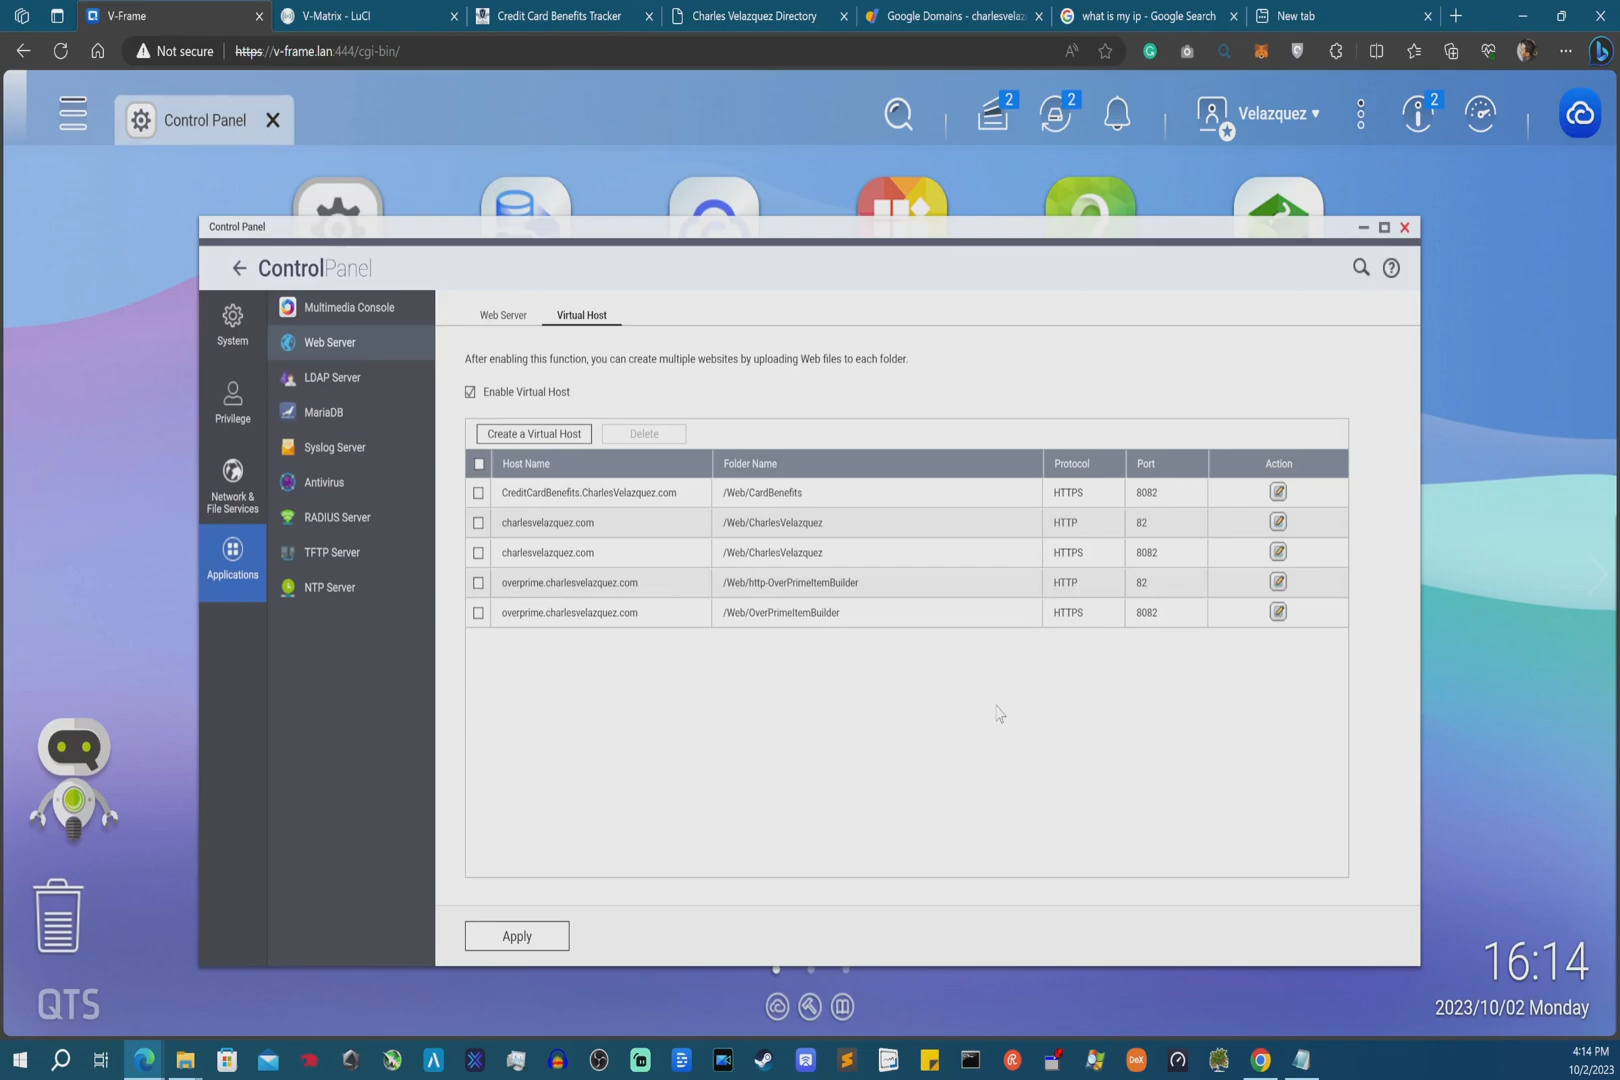 V-Frame
V-Matrix - LuCI
Credit Card Benefits Tracker
Charles Velazquez Directory
Google Domains - charlesvelaz
what is my ip - Google Search
New tab
Not secure
https://v-frame.lan:444/cgi-bin/
Control Panel
2
2
Velazquez
2
Control Panel
ControlPanel
System
Privilege
Network &
File Services
Applications
Multimedia Console
Web Server
LDAP Server
MariaDB
Syslog Server
Antivirus
RADIUS Server
TFTP Server
NTP Server
Web Server
Virtual Host
After enabling this function, you can create multiple websites by uploading Web files to each folder.
Enable Virtual Host
Create a Virtual Host
Delete
Host Name Folder Name Protocol Port Action
CreditCardBenefits.CharlesVelazquez.com /Web/CardBenefits HTTPS 8082
charlesvelazquez.com /Web/CharlesVelazquez HTTP 82
charlesvelazquez.com /Web/CharlesVelazquez HTTPS 8082
overprime.charlesvelazquez.com /Web/http-OverPrimeItemBuilder HTTP 82
overprime.charlesvelazquez.com /Web/OverPrimeItemBuilder HTTPS 8082
Apply
16:14
2023/10/02 Monday
QTS
DeX
4:14 PM
10/2/2023